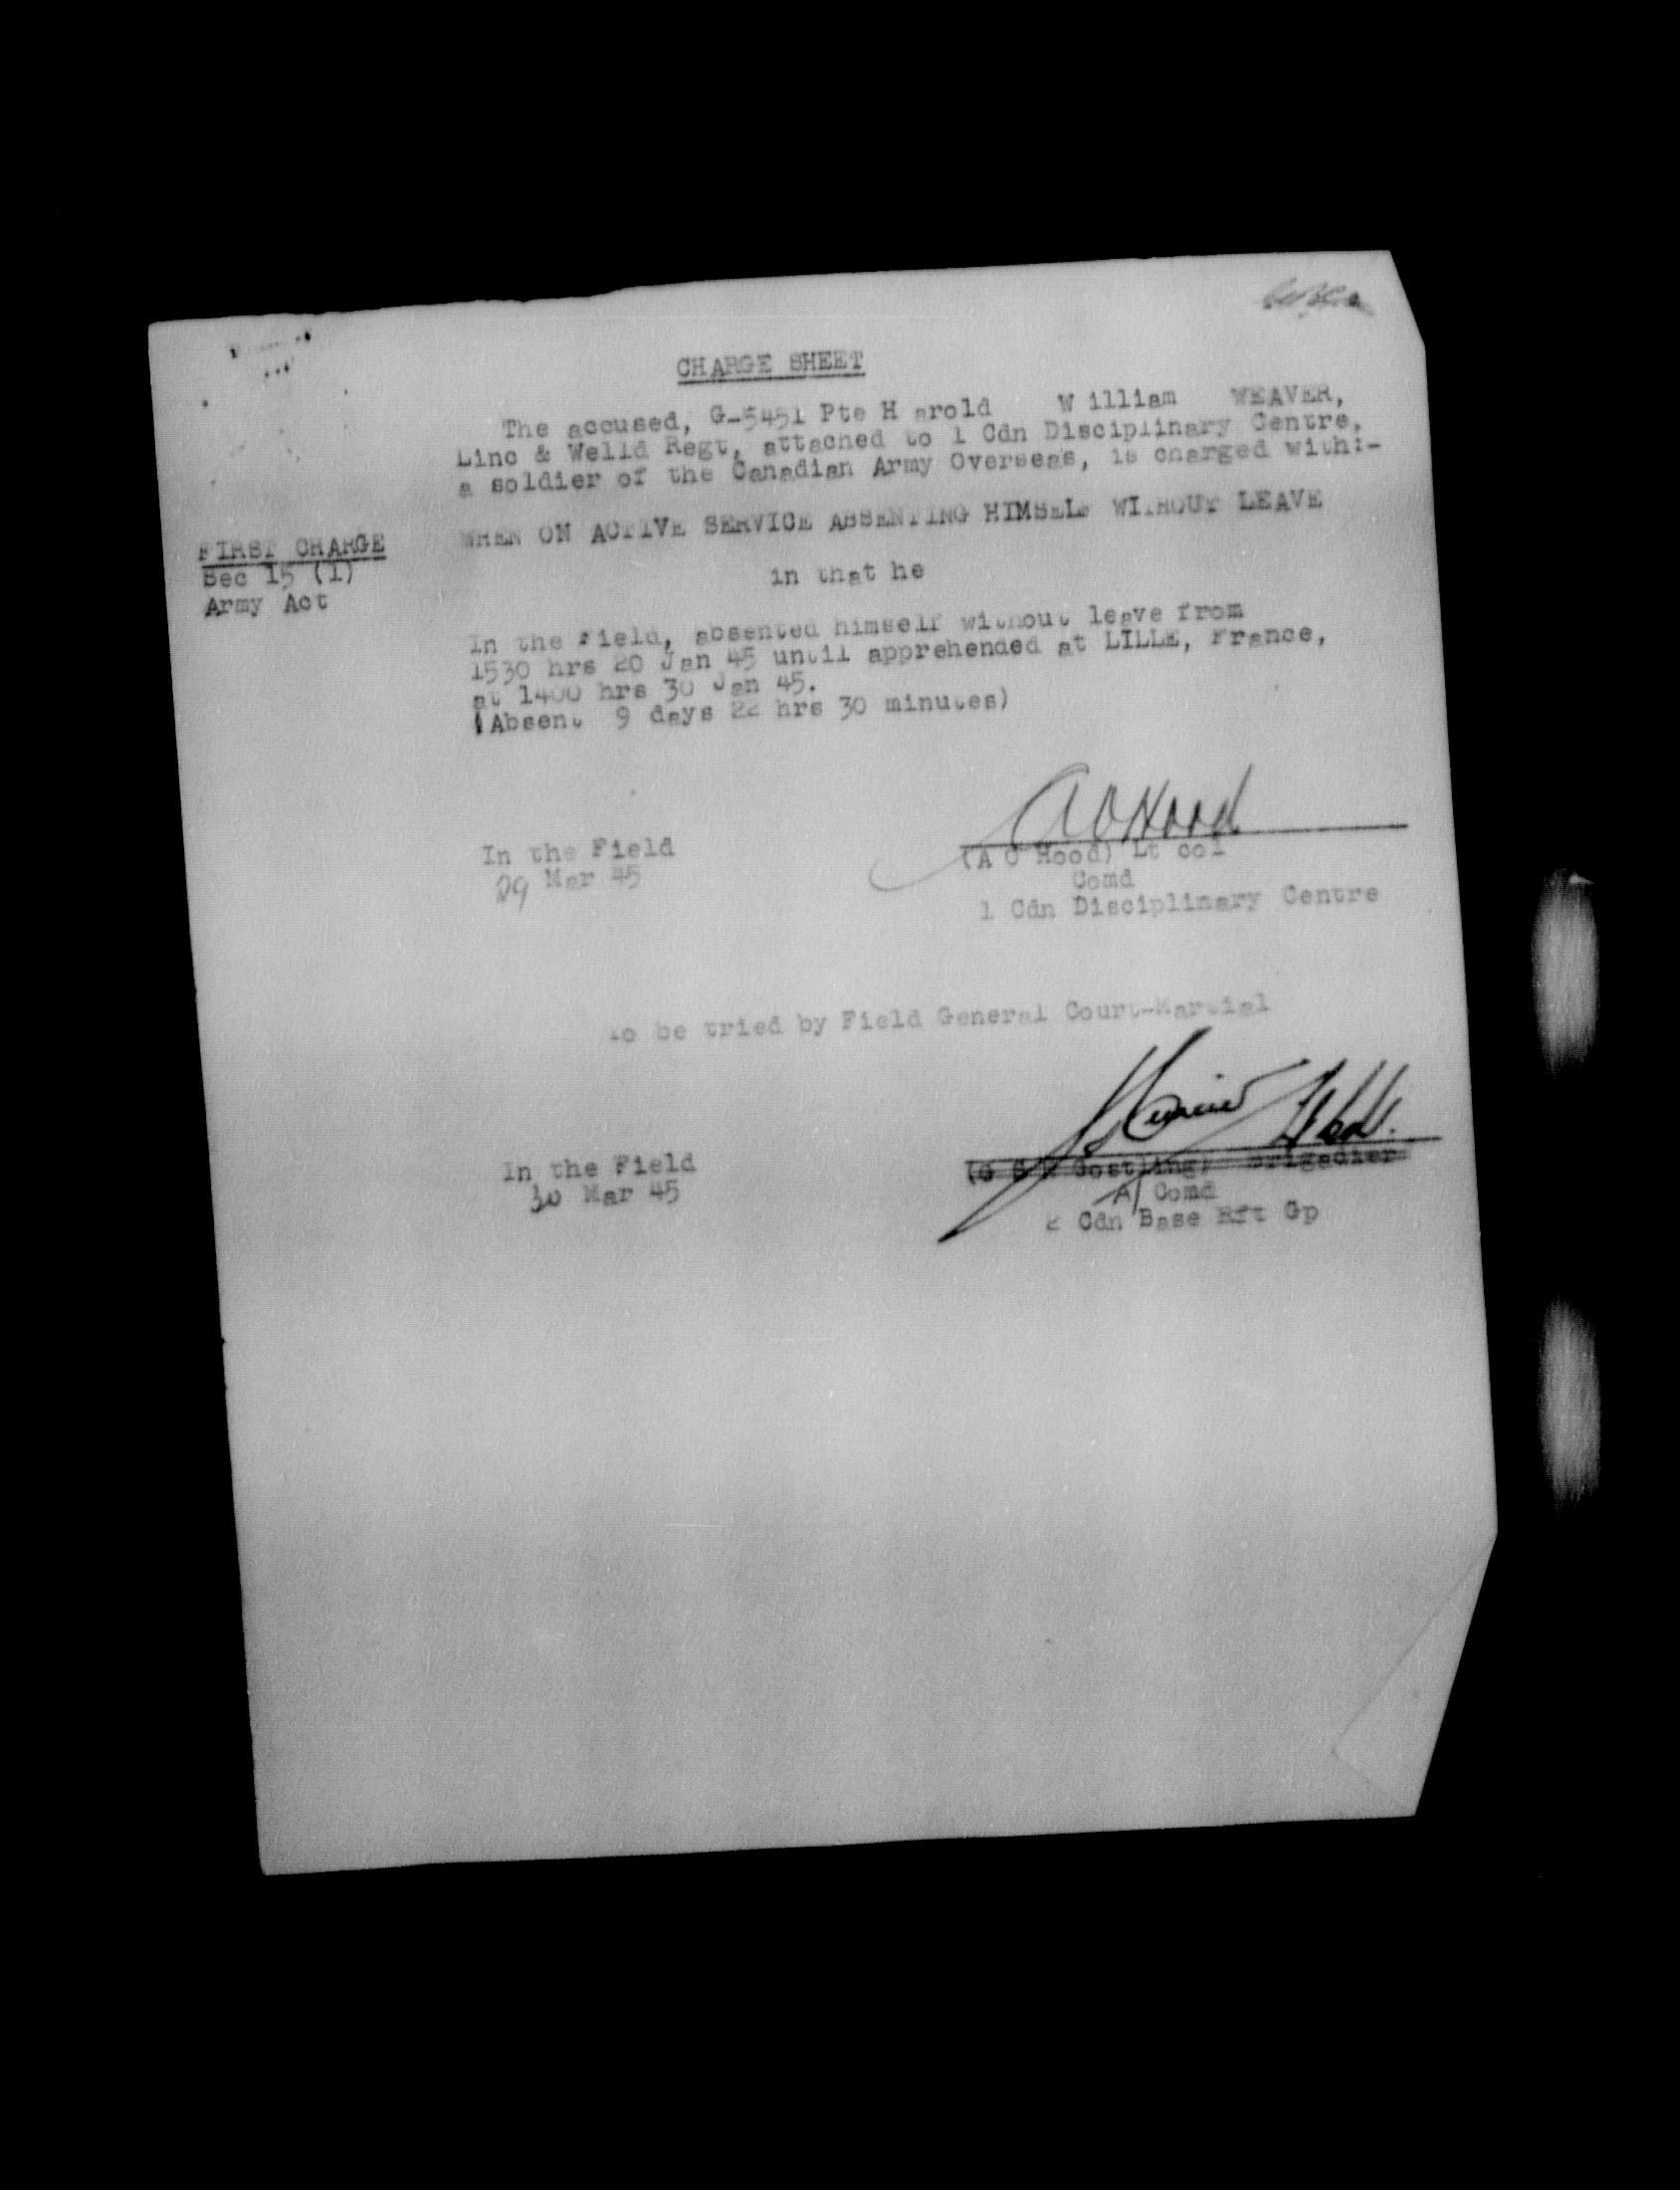 CHARGE SHEET
The accused, G-5451 Pte H arold W illiam WEAVER,
Linc & Welld Regt, attached to 1 Cdn Disciplinary Centre,
a soldier of the Canadian Army Overseas, is charged with:-
FIRST CHARGE
Sec 15 (1)
Army Act
WHEN ON ACTIVE SERVICE ABSENTING HIMSELF WITHOUT LEAVE
in that he
In the Field, absented himself without leave from
1530 hrs 20 Jan 45 until apprehended at LILLE, France,
at 1400 hrs 30 Jan 45.
(Absent 9 days 22 hrs 30 minutes)
A O Hood
In the Field
29 Mar 45
(A O Hood) Lt col
Comd
1 Cdn Disciplinary Centre
To be tried by Field General Court-Martial
In the Field
30 Mar 45
Gostling) Brigadier
A/ Comd
2 Cdn Base Rft Gp